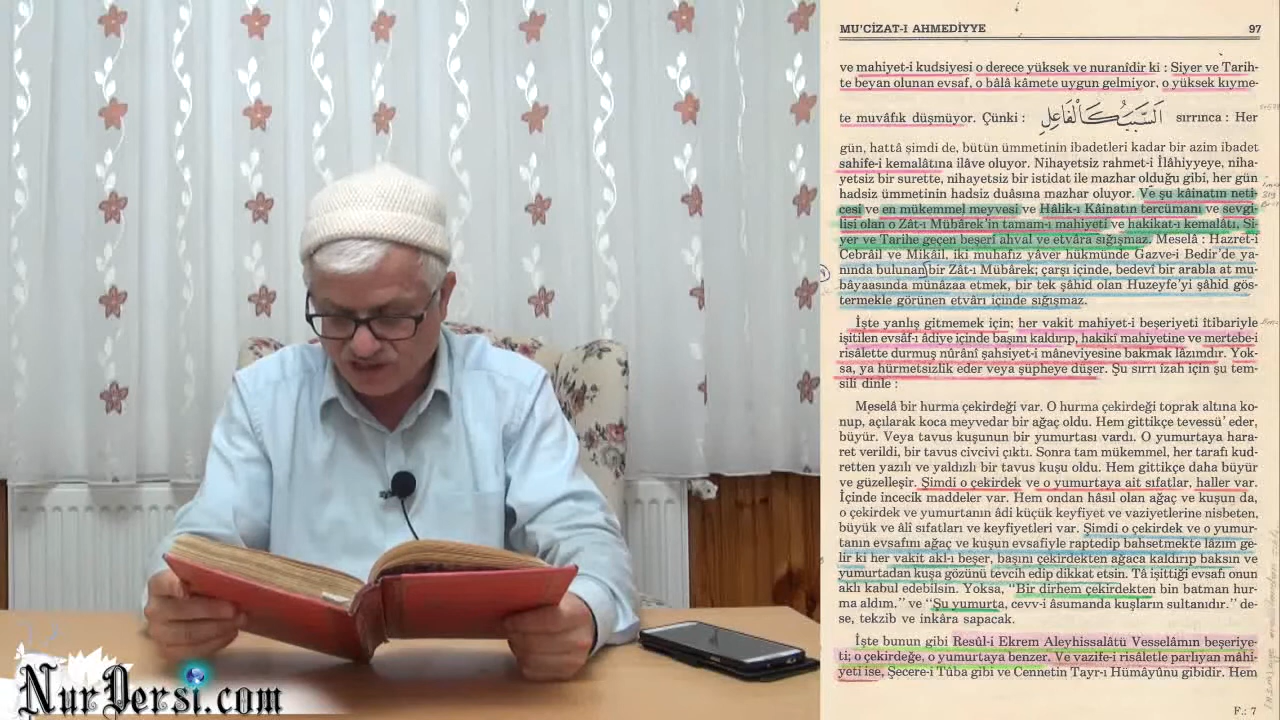 MU'CİZAT-I AHMEDİYYE 97
ve mahiyet-i kudsiyesi o derece yüksek ve nuranîdir ki : Siyer ve Tarih-
te beyan olunan evsaf, o bâlâ kâmete uygun gelmiyor, o yüksek kıyme-
te muvâfık düşmüyor. Çünki : اَلسَّبَبُ كَالْفَاعِلِ sırrınca : Her
gün, hattâ şimdi de, bütün ümmetinin ibadetleri kadar bir azim ibadet
sahife-i kemalâtına ilâve oluyor. Nihayetsiz rahmet-i İlâhiyyeye, niha-
yetsiz bir surette, nihayetsiz bir istidat ile mazhar olduğu gibi, her gün
hadsiz ümmetinin hadsiz duâsına mazhar oluyor. Ve şu kâinatın neti-
cesi ve en mükemmel meyvesi ve Hâlik-ı Kâinatın tercümanı ve sevgi-
lisi olan o Zât-ı Mübarek'in tamam-ı mahiyeti ve hakikat-ı kemalâtı, Si-
yer ve Tarihe geçen beşerî ahval ve etvâra sığışmaz. Meselâ : Hazret-i
Cebrâil ve Mikâil, iki muhafız yâver hükmünde Gazve-i Bedir'de ya-
nında bulunan bir Zât-ı Mübarek; çarşı içinde, bedevî bir arabla at mu-
bâyaasında münâzaa etmek, bir tek şâhid olan Huzeyfe'yi şâhid gös-
termekle görünen etvârı içinde sığışmaz.
İşte yanlış gitmemek için; her vakit mahiyet-i beşeriyeti îtibariyle
işitilen evsâf-ı âdiye içinde başını kaldırıp, hakikî mahiyetine ve mertebe-i
risâlette durmuş nûrânî şahsiyet-i mâneviyesine bakmak lâzımdır. Yok-
sa, ya hürmetsizlik eder veya şüpheye düşer. Şu sırrı îzah için şu tem-
sili dinle :
Meselâ bir hurma çekirdeği var. O hurma çekirdeği toprak altına ko-
nup, açılarak koca meyvedar bir ağaç oldu. Hem gittikçe tevessü' eder,
büyür. Veya tavus kuşunun bir yumurtası vardı. O yumurtaya hara-
ret verildi, bir tavus civcivi çıktı. Sonra tam mükemmel, her tarafı kud-
retten yazılı ve yaldızlı bir tavus kuşu oldu. Hem gittikçe daha büyür
ve güzelleşir. Şimdi o çekirdek ve o yumurtaya ait sıfatlar, haller var.
İçinde incecik maddeler var. Hem ondan hâsıl olan ağaç ve kuşun da,
o çekirdek ve yumurtanın âdi küçük keyfiyet ve vaziyetlerine nisbeten,
büyük ve âli sıfatları ve keyfiyetleri var. Şimdi o çekirdek ve o yumur-
tanın evsafını ağaç ve kuşun evsafiyle raptedip bahsetmekte lâzım ge-
lir ki her vakit akl-ı beşer, başını çekirdekten ağaca kaldırıp baksın ve
yumurtadan kuşa gözünü tevcih edip dikkat etsin. Tâ işittiği evsafı onun
aklı kabul edebilsin. Yoksa, "Bir dirhem çekirdekten bin batman hur-
ma aldım." ve "Şu yumurta, cevv-i âsumanda kuşların sultanıdır." de-
se, tekzib ve inkâra sapacak.
İşte bunun gibi Resûl-i Ekrem Aleyhissalâtü Vesselâmın beşeriye-
ti; o çekirdeğe, o yumurtaya benzer. Ve vazife-i risâletle parlıyan mâhi-
yeti ise, Şecere-i Tûba gibi ve Cennetin Tayr-ı Hümâyûnu gibidir. Hem
F.: 7
NurDersi.com